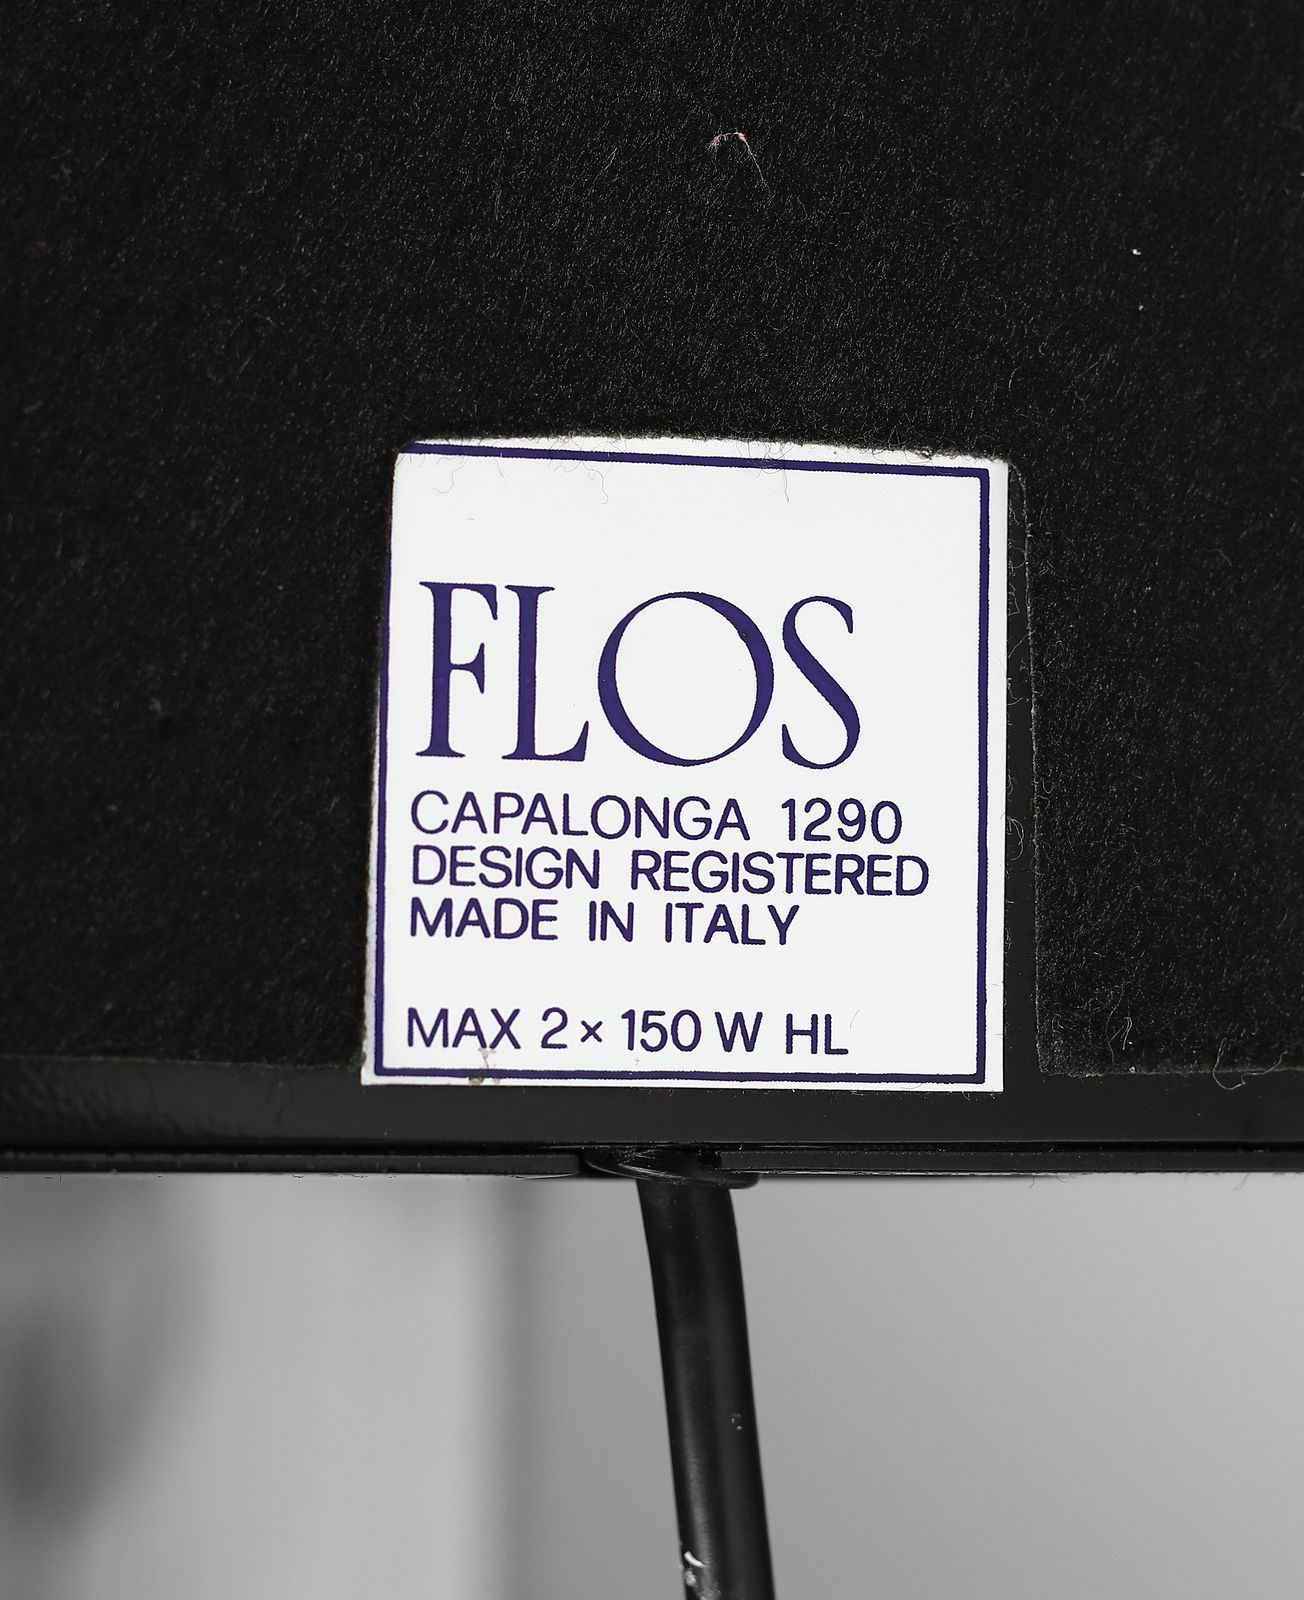 FLOS
CAPALONGA 1290
DESIGN REGISTERED
MADE IN ITALY
MAX 2 × 150 W HL